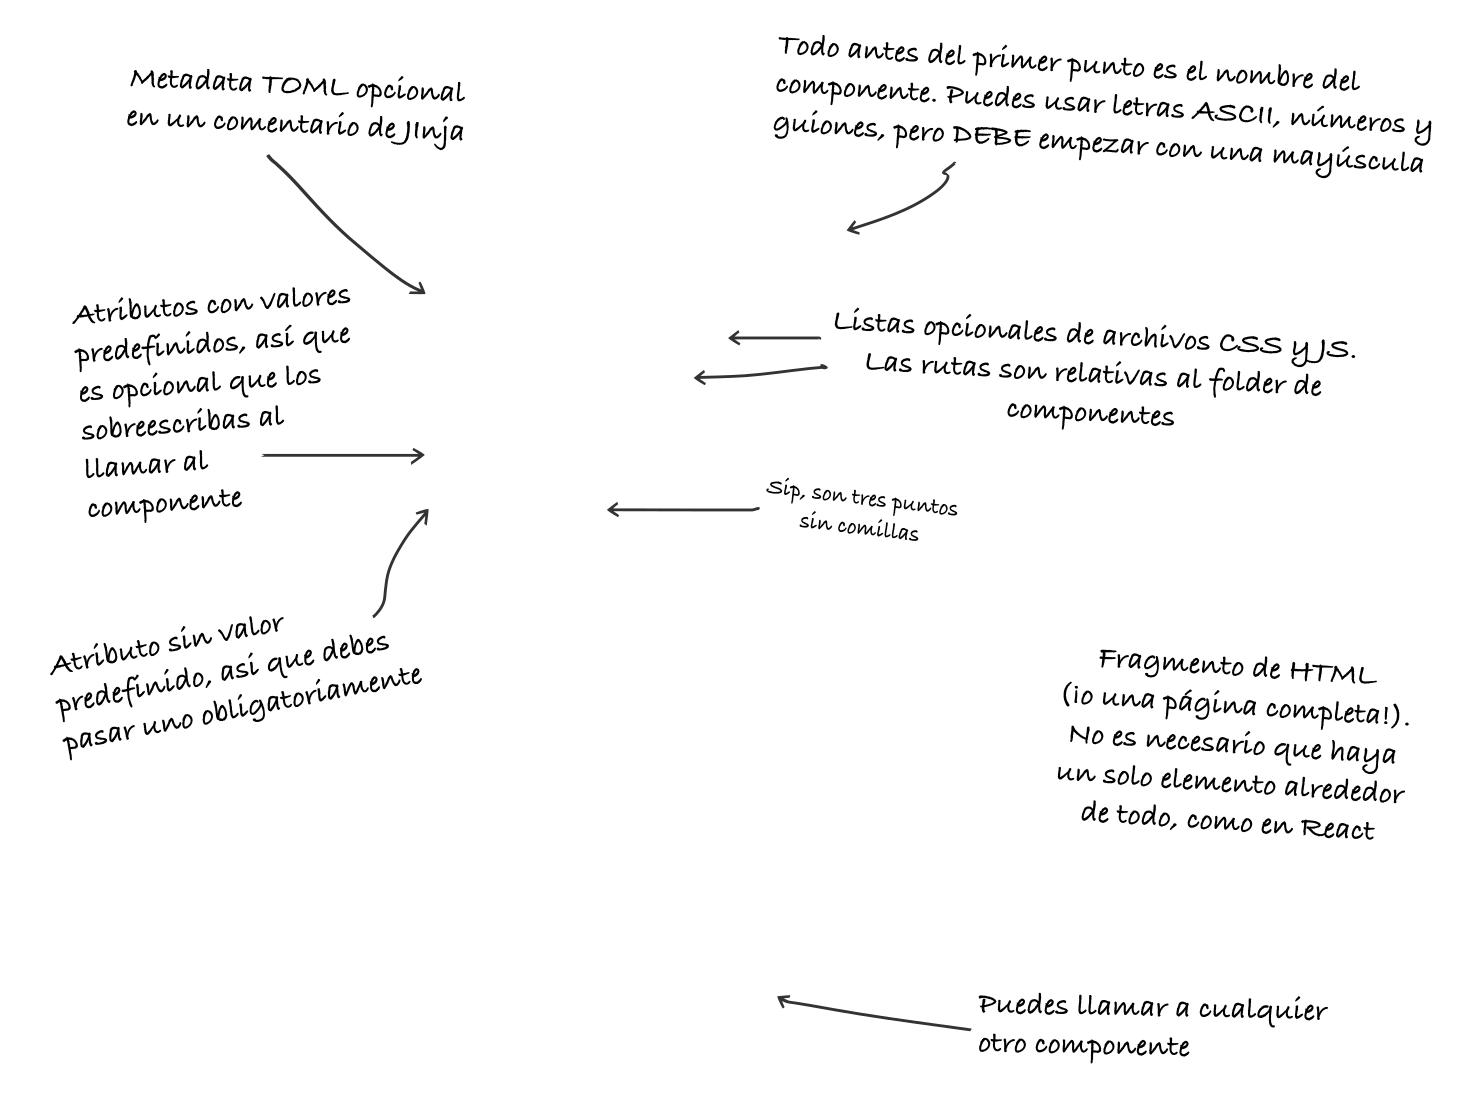 Metadata TOML opcional
en un comentario de JInja
Todo antes del primer punto es el nombre del
componente. Puedes usar letras ASCII, números y
guiones, pero DEBE empezar con una mayúscula
Atributos con valores
predefinidos, así que
es opcional que los
sobreescribas al
llamar al
componente
Listas opcionales de archivos CSS y JS.
Las rutas son relativas al folder de
componentes
Sip, son tres puntos
sin comillas
Atributo sin valor
predefinido, así que debes
pasar uno obligatoriamente
Fragmento de HTML
(¡o una página completa!).
No es necesario que haya
un solo elemento alrededor
de todo, como en React
Puedes llamar a cualquier
otro componente